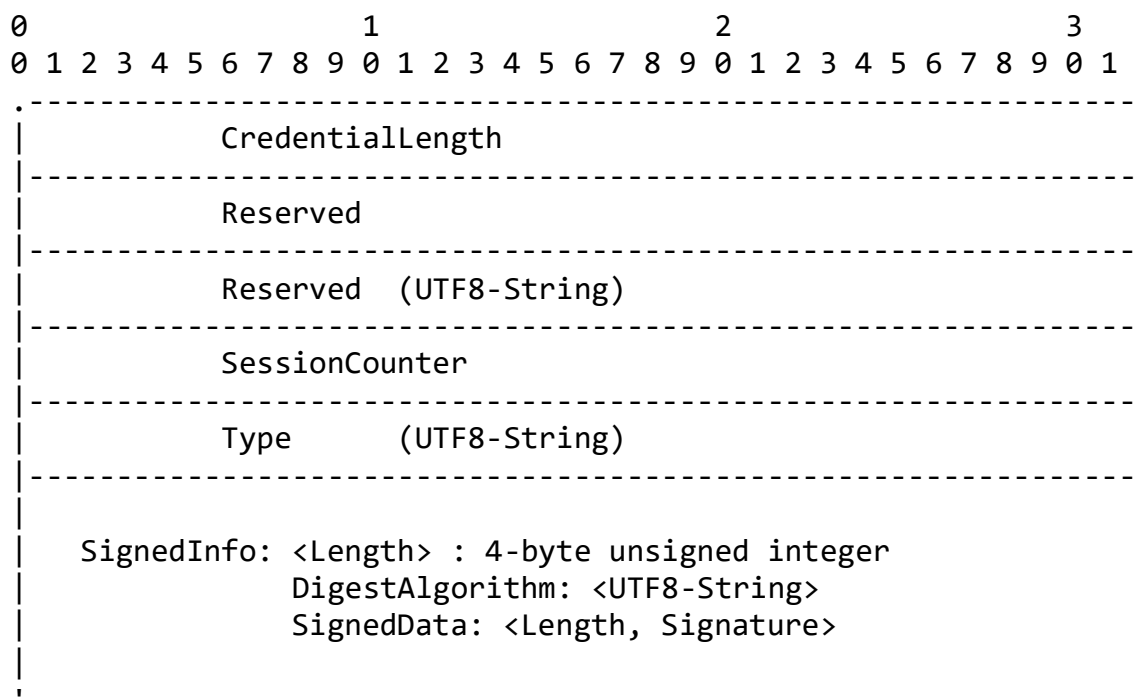 0                   1                   2                   3
0 1 2 3 4 5 6 7 8 9 0 1 2 3 4 5 6 7 8 9 0 1 2 3 4 5 6 7 8 9 0 1
.---------------------------------------------------------------
|           CredentialLength
|---------------------------------------------------------------
|           Reserved
|---------------------------------------------------------------
|           Reserved  (UTF8-String)
|---------------------------------------------------------------
|           SessionCounter
|---------------------------------------------------------------
|           Type      (UTF8-String)
|---------------------------------------------------------------
|
|   SignedInfo: <Length> : 4-byte unsigned integer
|               DigestAlgorithm: <UTF8-String>
|               SignedData: <Length, Signature>
|
'